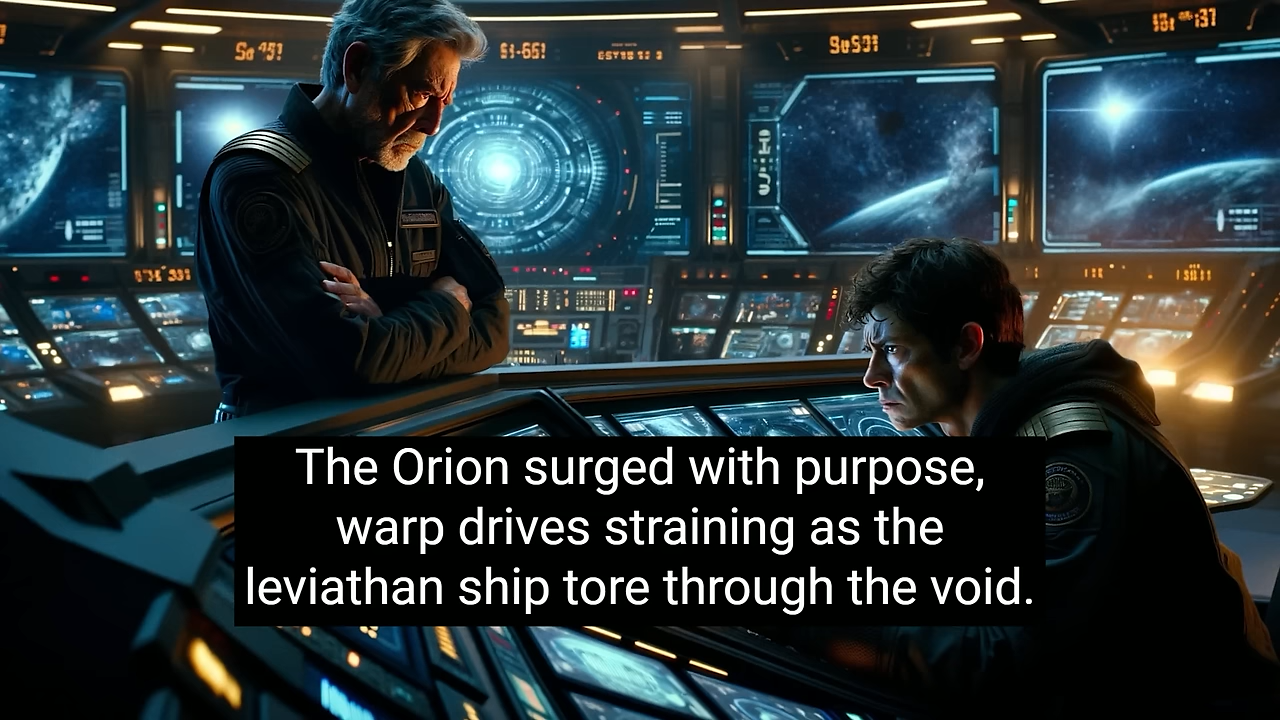 The Orion surged with purpose,
warp drives straining as the
leviathan ship tore through the void.